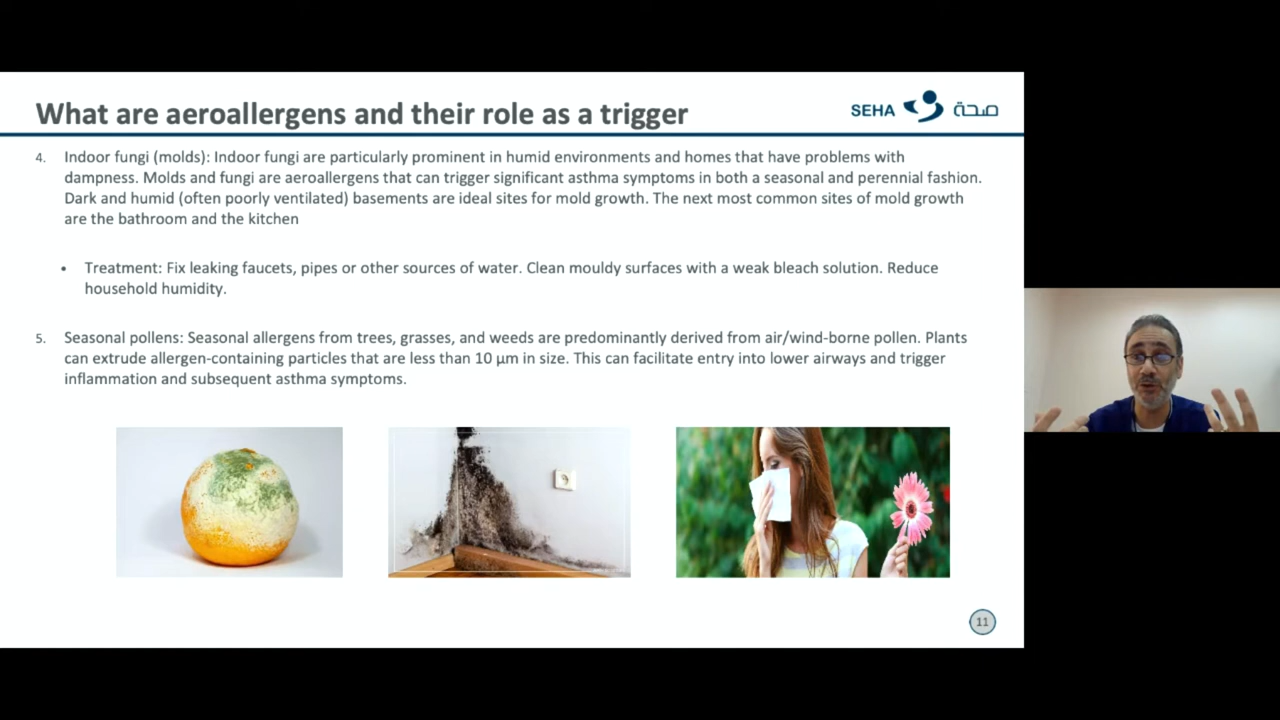 What are aeroallergens and their role as a trigger
SEHA صحة
4. Indoor fungi (molds): Indoor fungi are particularly prominent in humid environments and homes that have problems with
dampness. Molds and fungi are aeroallergens that can trigger significant asthma symptoms in both a seasonal and perennial fashion.
Dark and humid (often poorly ventilated) basements are ideal sites for mold growth. The next most common sites of mold growth
are the bathroom and the kitchen
• Treatment: Fix leaking faucets, pipes or other sources of water. Clean mouldy surfaces with a weak bleach solution. Reduce
household humidity.
5. Seasonal pollens: Seasonal allergens from trees, grasses, and weeds are predominantly derived from air/wind-borne pollen. Plants
can extrude allergen-containing particles that are less than 10 μm in size. This can facilitate entry into lower airways and trigger
inflammation and subsequent asthma symptoms.
11